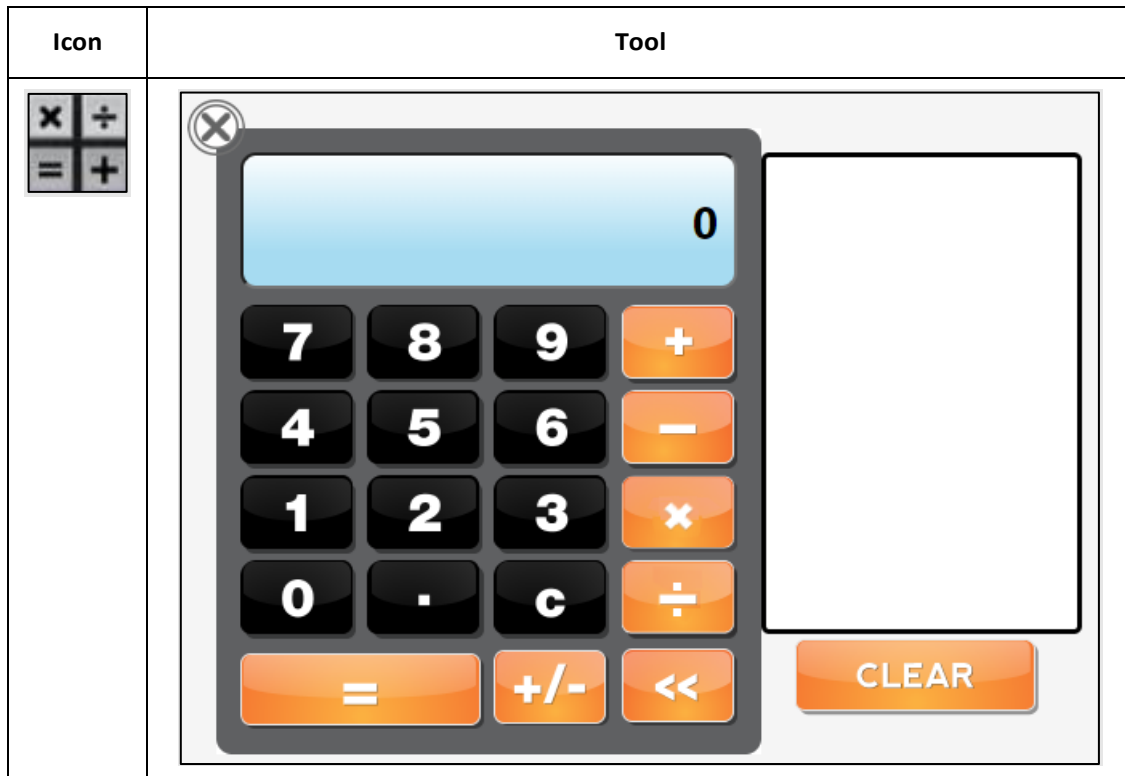 Icon Tool
× ÷
= +
0
7 8 9 +
4 5 6 −
1 2 3 ×
0 . c ÷
= +/- <<
CLEAR